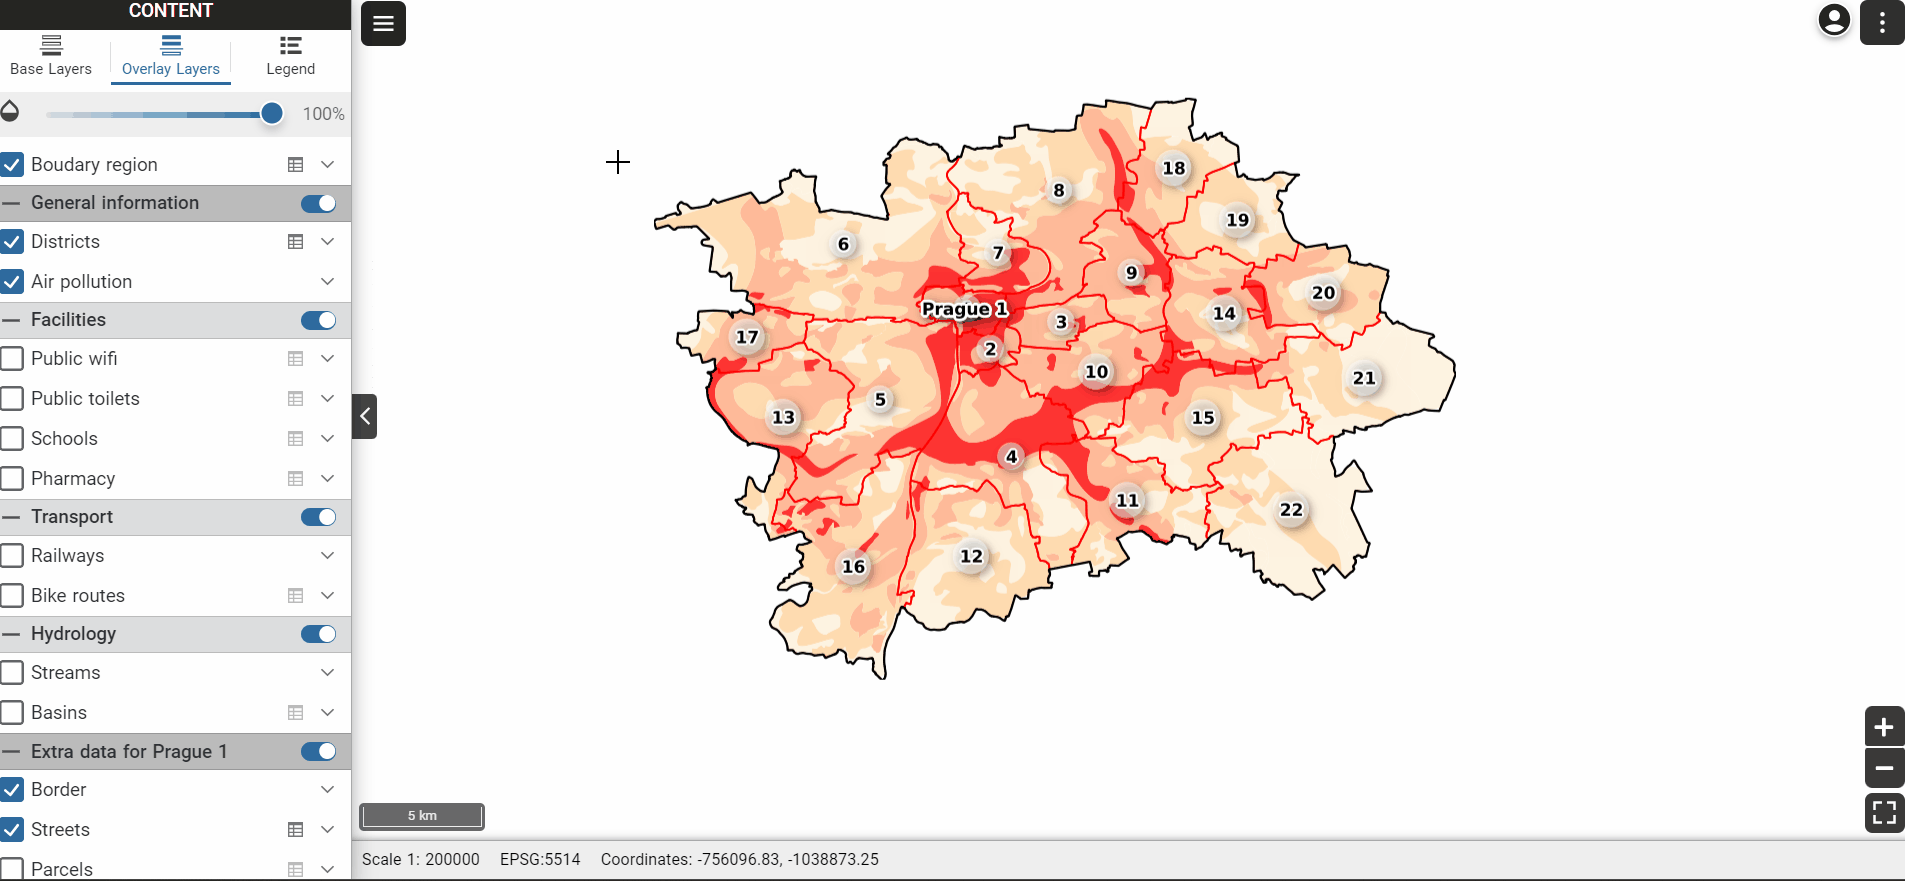 CONTENT
Base Layers
Overlay Layers
Legend
100%
Boudary region
General information
Districts
Air pollution
Facilities
Public wifi
Public toilets
Schools
Pharmacy
Transport
Railways
Bike routes
Hydrology
Streams
Basins
Extra data for Prague 1
Border
Streets
Parcels
18
8
19
6
7
9
20
Prague 1
14
3
17
2
10
21
5
13
15
4
11
22
12
16
5 km
Scale 1: 200000 EPSG:5514 Coordinates: -756096.83, -1038873.25